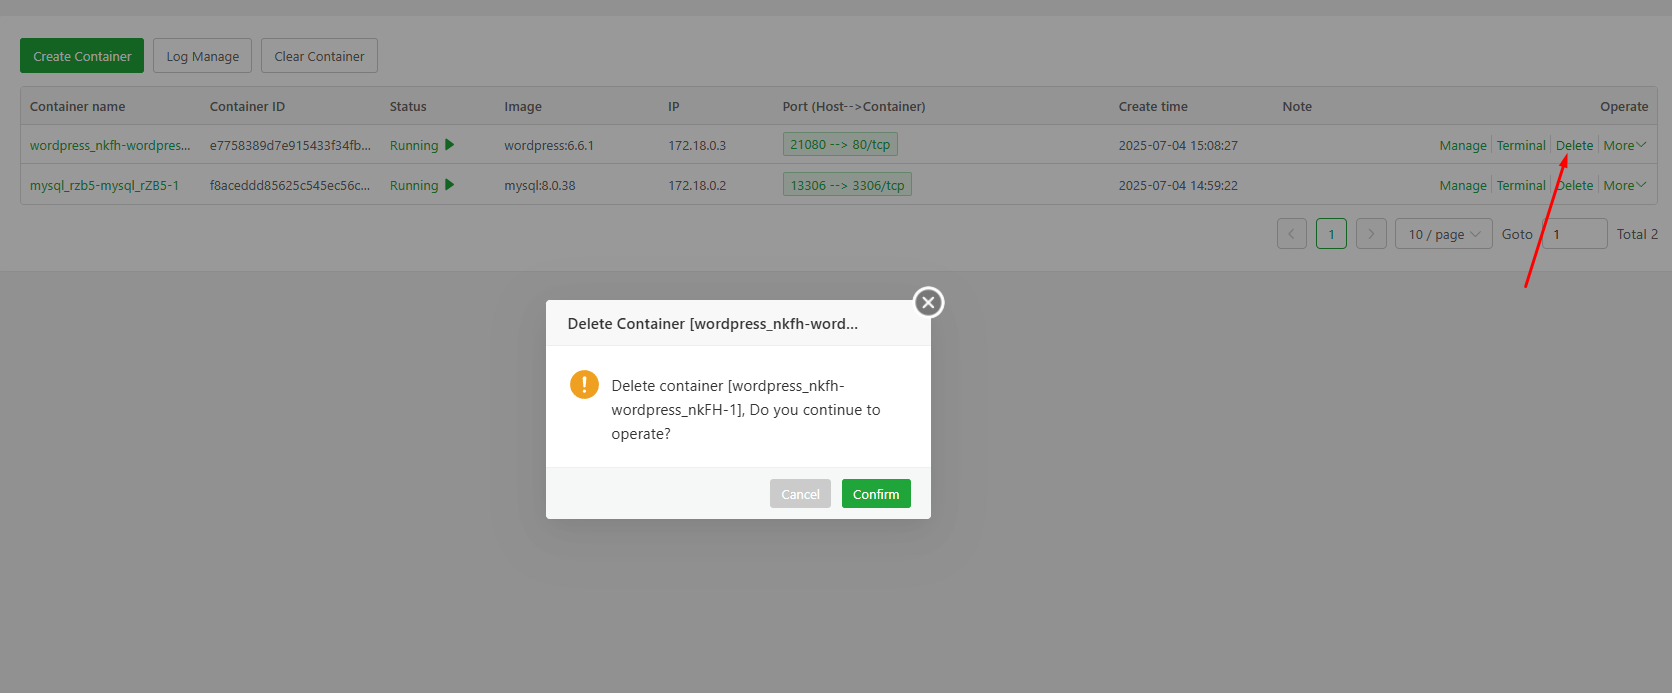 Create Container Log Manage Clear Container
Container name Container ID Status Image IP Port (Host-->Container) Create time Note Operate
wordpress_nkfh-wordpres... e7758389d7e915433f34fb... Running wordpress:6.6.1 172.18.0.3 21080 --> 80/tcp 2025-07-04 15:08:27 Manage Terminal Delete More
mysql_rzb5-mysql_rZB5-1 f8aceddd85625c545ec56c... Running mysql:8.0.38 172.18.0.2 13306 --> 3306/tcp 2025-07-04 14:59:22 Manage Terminal Delete More
1 10 / page Goto 1 Total 2
Delete Container [wordpress_nkfh-word...
Delete container [wordpress_nkfh-
wordpress_nkFH-1], Do you continue to
operate?
Cancel Confirm